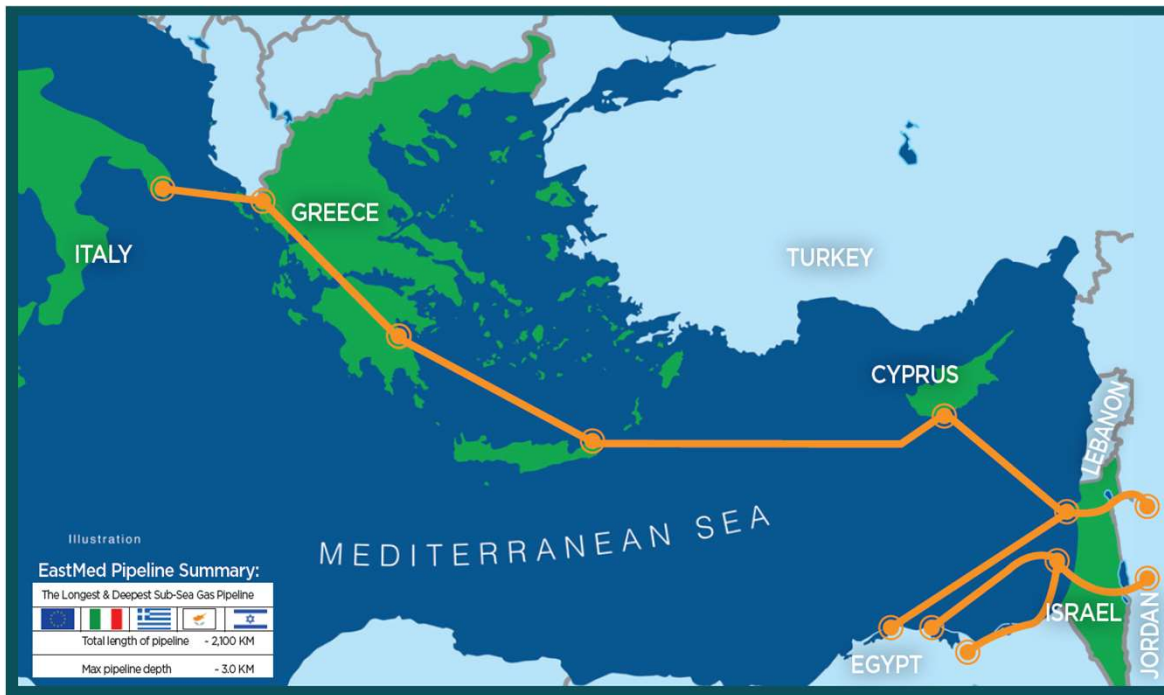 GREECE
ITALY
TURKEY
CYPRUS
LEBANON
MEDITERRANEAN SEA
Illustration
EastMed Pipeline Summary:
The Longest & Deepest Sub-Sea Gas Pipeline
Total length of pipeline - 2,100 KM
Max pipeline depth - 3.0 KM
ISRAEL
EGYPT
JORDAN